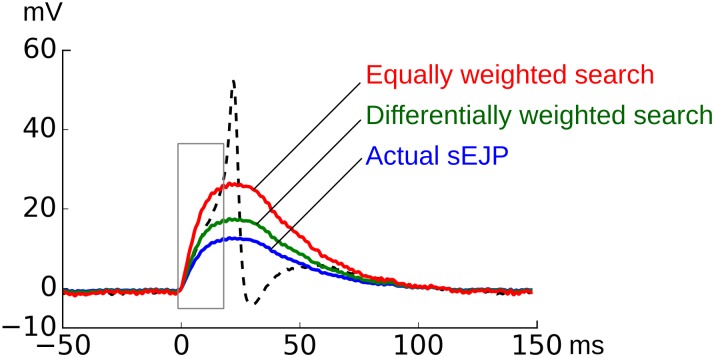 mV
60
Equally weighted search
Differentially weighted search
40
Actual sEJP
20
0
−10
−50 0 50 100 150 ms